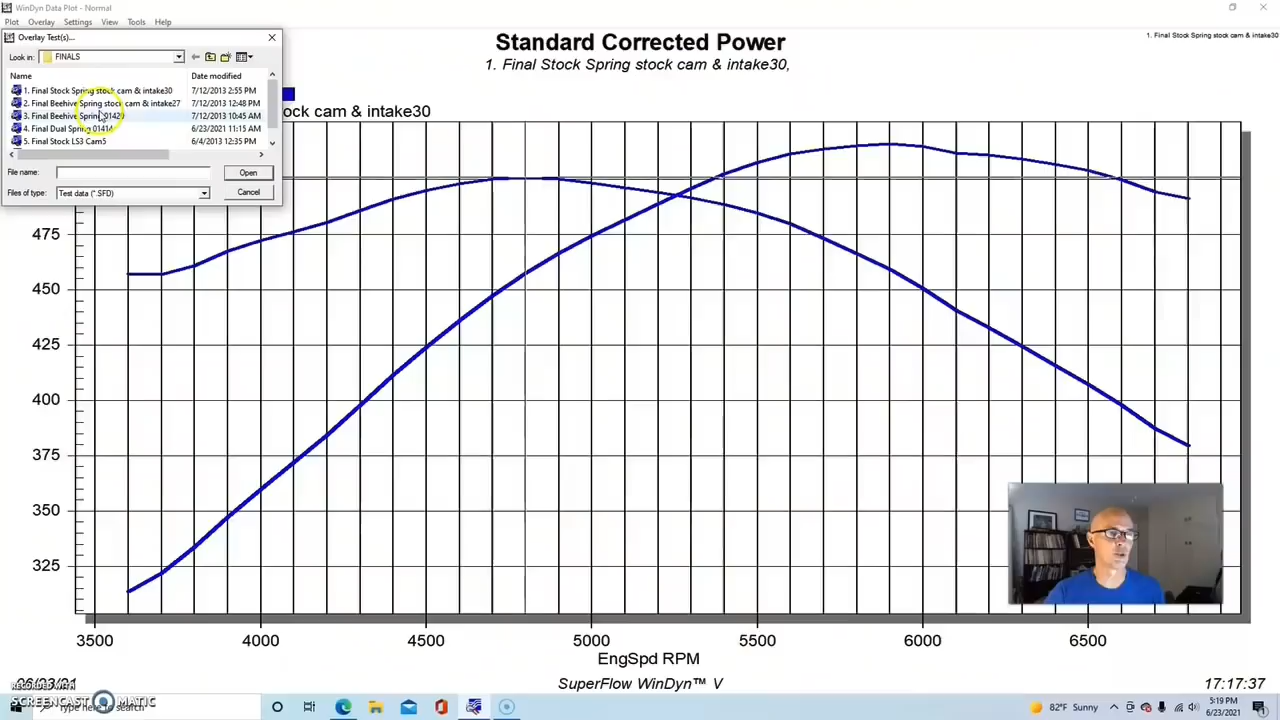 WinDyn Data Plot - Normal
Plot Overlay Settings View Tools Help
Overlay Test(s)...
Look in: FINALS
Name Date modified
1. Final Stock Spring stock cam & intake30 7/12/2013 2:55 PM
2. Final Beehive Spring stock cam & intake27 7/12/2013 12:48 PM
3. Final Beehive Spring 01420 7/12/2013 10:45 AM
4. Final Dual Spring 01414 6/23/2021 11:15 AM
5. Final Stock LS3 Cam5 6/4/2013 12:35 PM
File name: Open
Files of type: Test data (*.SFD) Cancel
Standard Corrected Power
1. Final Stock Spring stock cam & intake30,
1. Final Stock Spring stock cam & intake30
ock cam & intake30
475
450
425
400
375
350
325
3500 4000 4500 5000 5500 6000 6500
EngSpd RPM
SuperFlow WinDyn™ V
17:17:37
RECORDED WITH
SCREENCAST MATIC
82°F Sunny
5:19 PM
6/23/2021